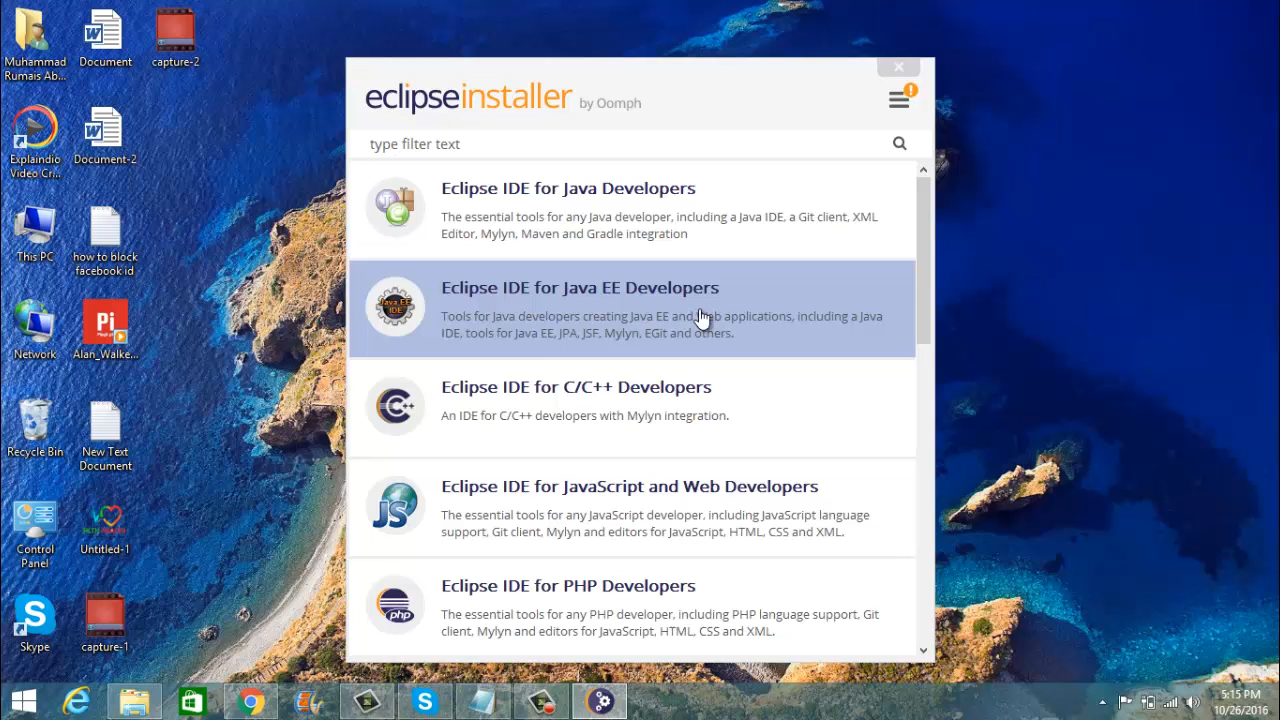 Muhammad
Rumais Ab...
Document
capture-2
Explaindio
Video Cr...
Document-2
This PC
how to block
facebook id
Network
Pi
Alan_Walke...
Recycle Bin
New Text
Document
Control
Panel
Untitled-1
S
Skype
capture-1
eclipseinstaller by Oomph
!
type filter text
Eclipse IDE for Java Developers
The essential tools for any Java developer, including a Java IDE, a Git client, XML
Editor, Mylyn, Maven and Gradle integration
Java EE
IDE
Eclipse IDE for Java EE Developers
Tools for Java developers creating Java EE and Web applications, including a Java
IDE, tools for Java EE, JPA, JSF, Mylyn, EGit and others.
C++
Eclipse IDE for C/C++ Developers
An IDE for C/C++ developers with Mylyn integration.
JS
Eclipse IDE for JavaScript and Web Developers
The essential tools for any JavaScript developer, including JavaScript language
support, Git client, Mylyn and editors for JavaScript, HTML, CSS and XML.
php
Eclipse IDE for PHP Developers
The essential tools for any PHP developer, including PHP language support, Git
client, Mylyn and editors for JavaScript, HTML, CSS and XML.
5:15 PM
10/26/2016